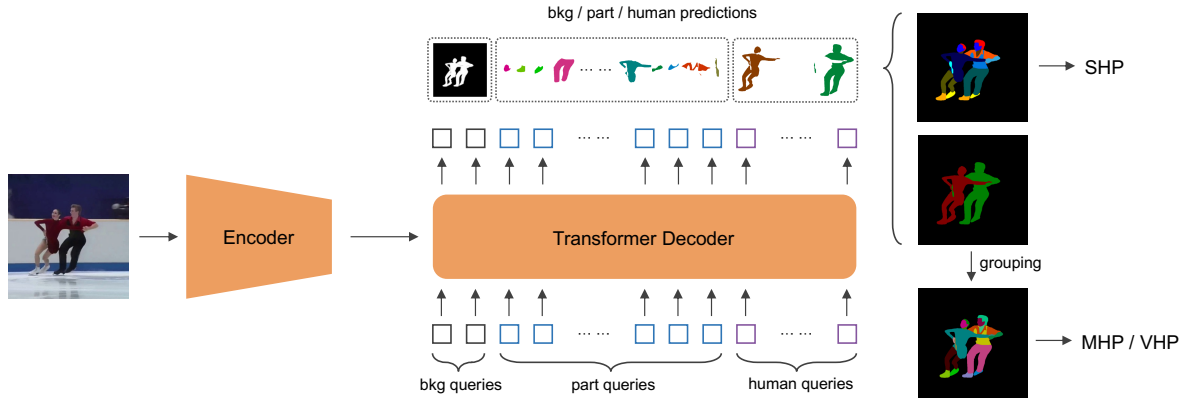 bkg / part / human predictions
SHP
Encoder
Transformer Decoder
grouping
MHP / VHP
bkg queries
part queries
human queries